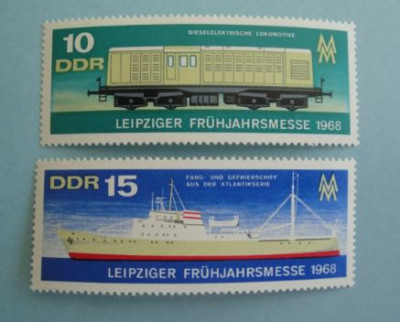 10
DIESELELEKTRISCHE LOKOMOTIVE
MM
DDR
LEIPZIGER FRÜHJAHRSMESSE 1968
DDR 15
FANG- UND GEFRIERSCHIFF
AUS DER ATLANTIKSERIE
MM
LEIPZIGER FRÜHJAHRSMESSE 1968